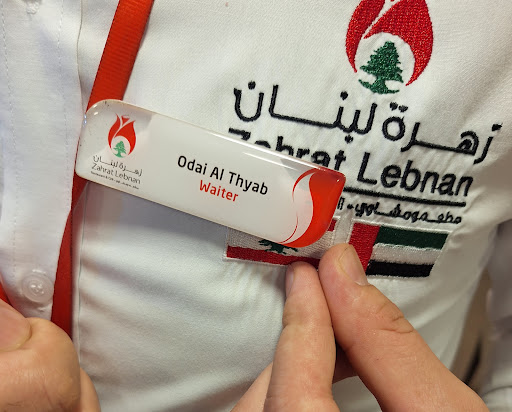 زهرة لبنان
Zahrat Lebnan
زهرة لبنان
Zahrat Lebnan
Odai Al Thyab
Waiter